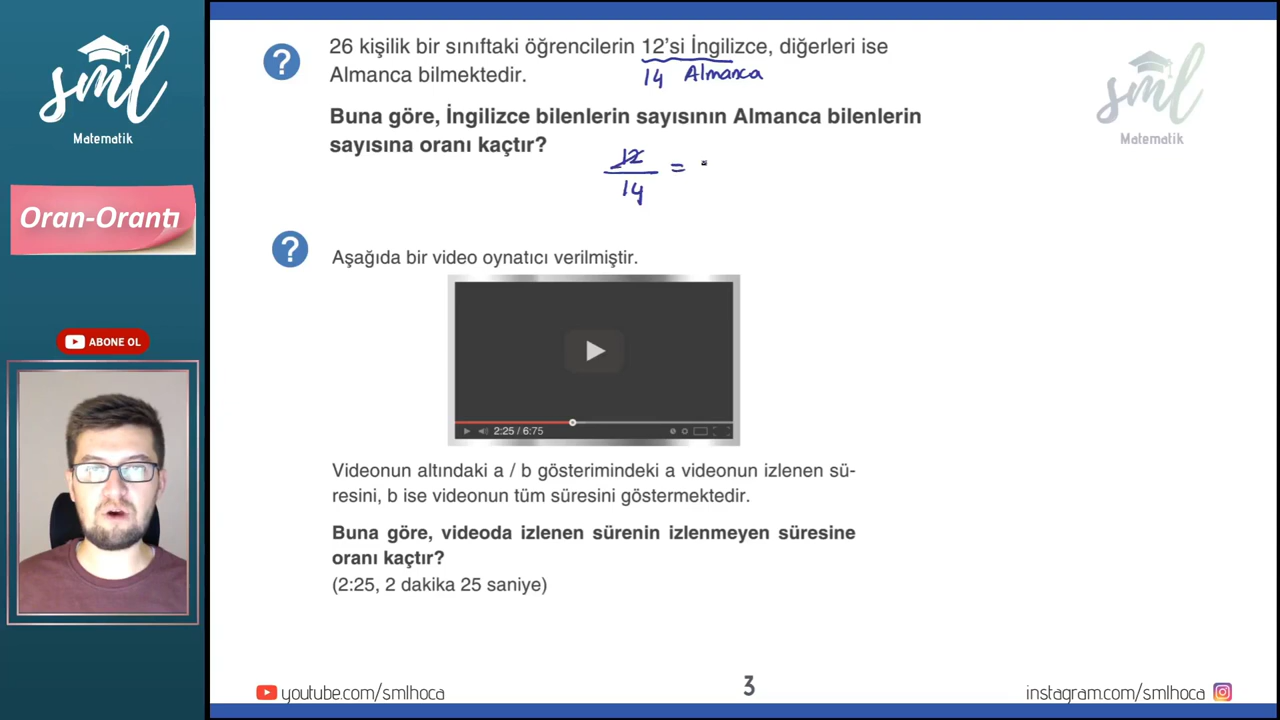 sml
Matematik
Oran-Orantı
ABONE OL
?
26 kişilik bir sınıftaki öğrencilerin 12'si İngilizce, diğerleri ise
Almanca bilmektedir.
14 Almanca
sml
Matematik
Buna göre, İngilizce bilenlerin sayısının Almanca bilenlerin
sayısına oranı kaçtır?
12
14 =
?
Aşağıda bir video oynatıcı verilmiştir.
2:25 / 6:75
Videonun altındaki a / b gösterimindeki a videonun izlenen sü-
resini, b ise videonun tüm süresini göstermektedir.
Buna göre, videoda izlenen sürenin izlenmeyen süresine
oranı kaçtır?
(2:25, 2 dakika 25 saniye)
youtube.com/smlhoca
3
instagram.com/smlhoca